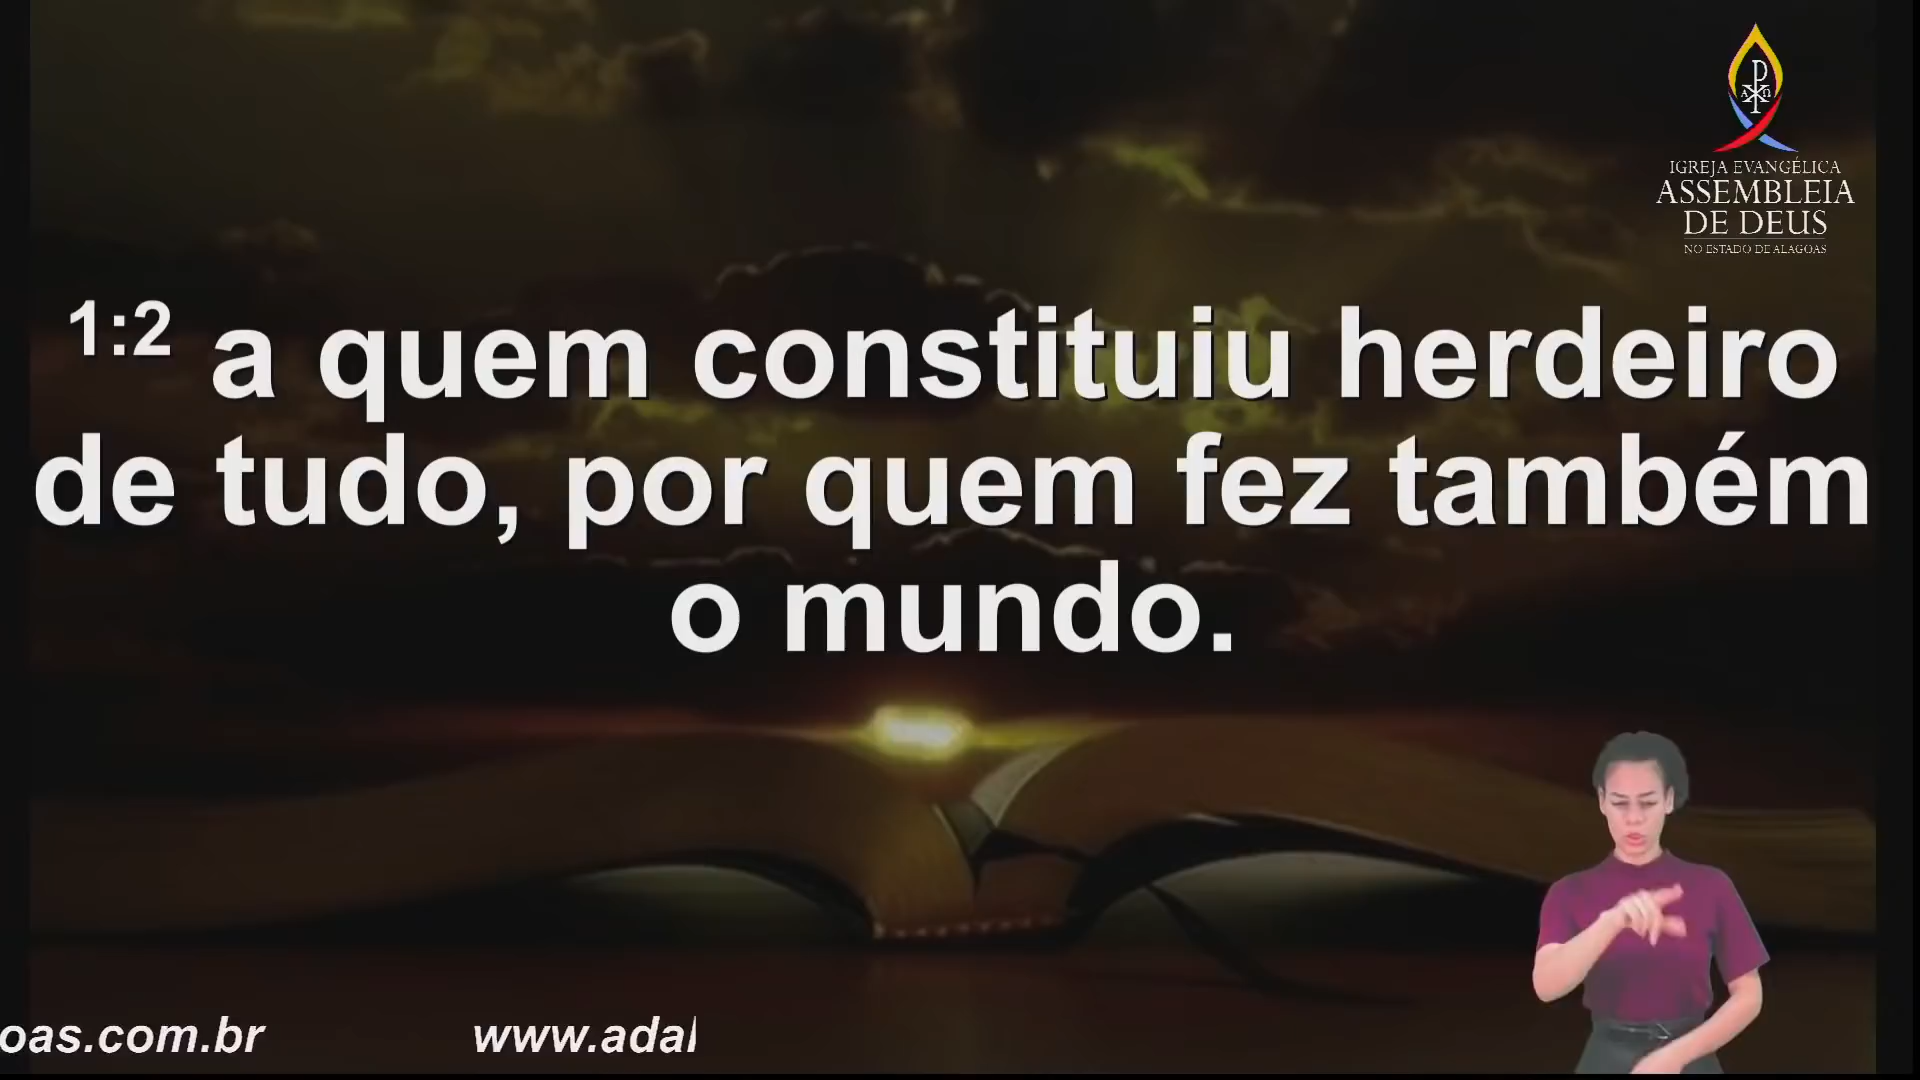 IGREJA EVANGÉLICA
ASSEMBLEIA
DE DEUS
NO ESTADO DE ALAGOAS
1:2 a quem constituiu herdeiro
de tudo, por quem fez também
o mundo.
oas.com.br www.adal